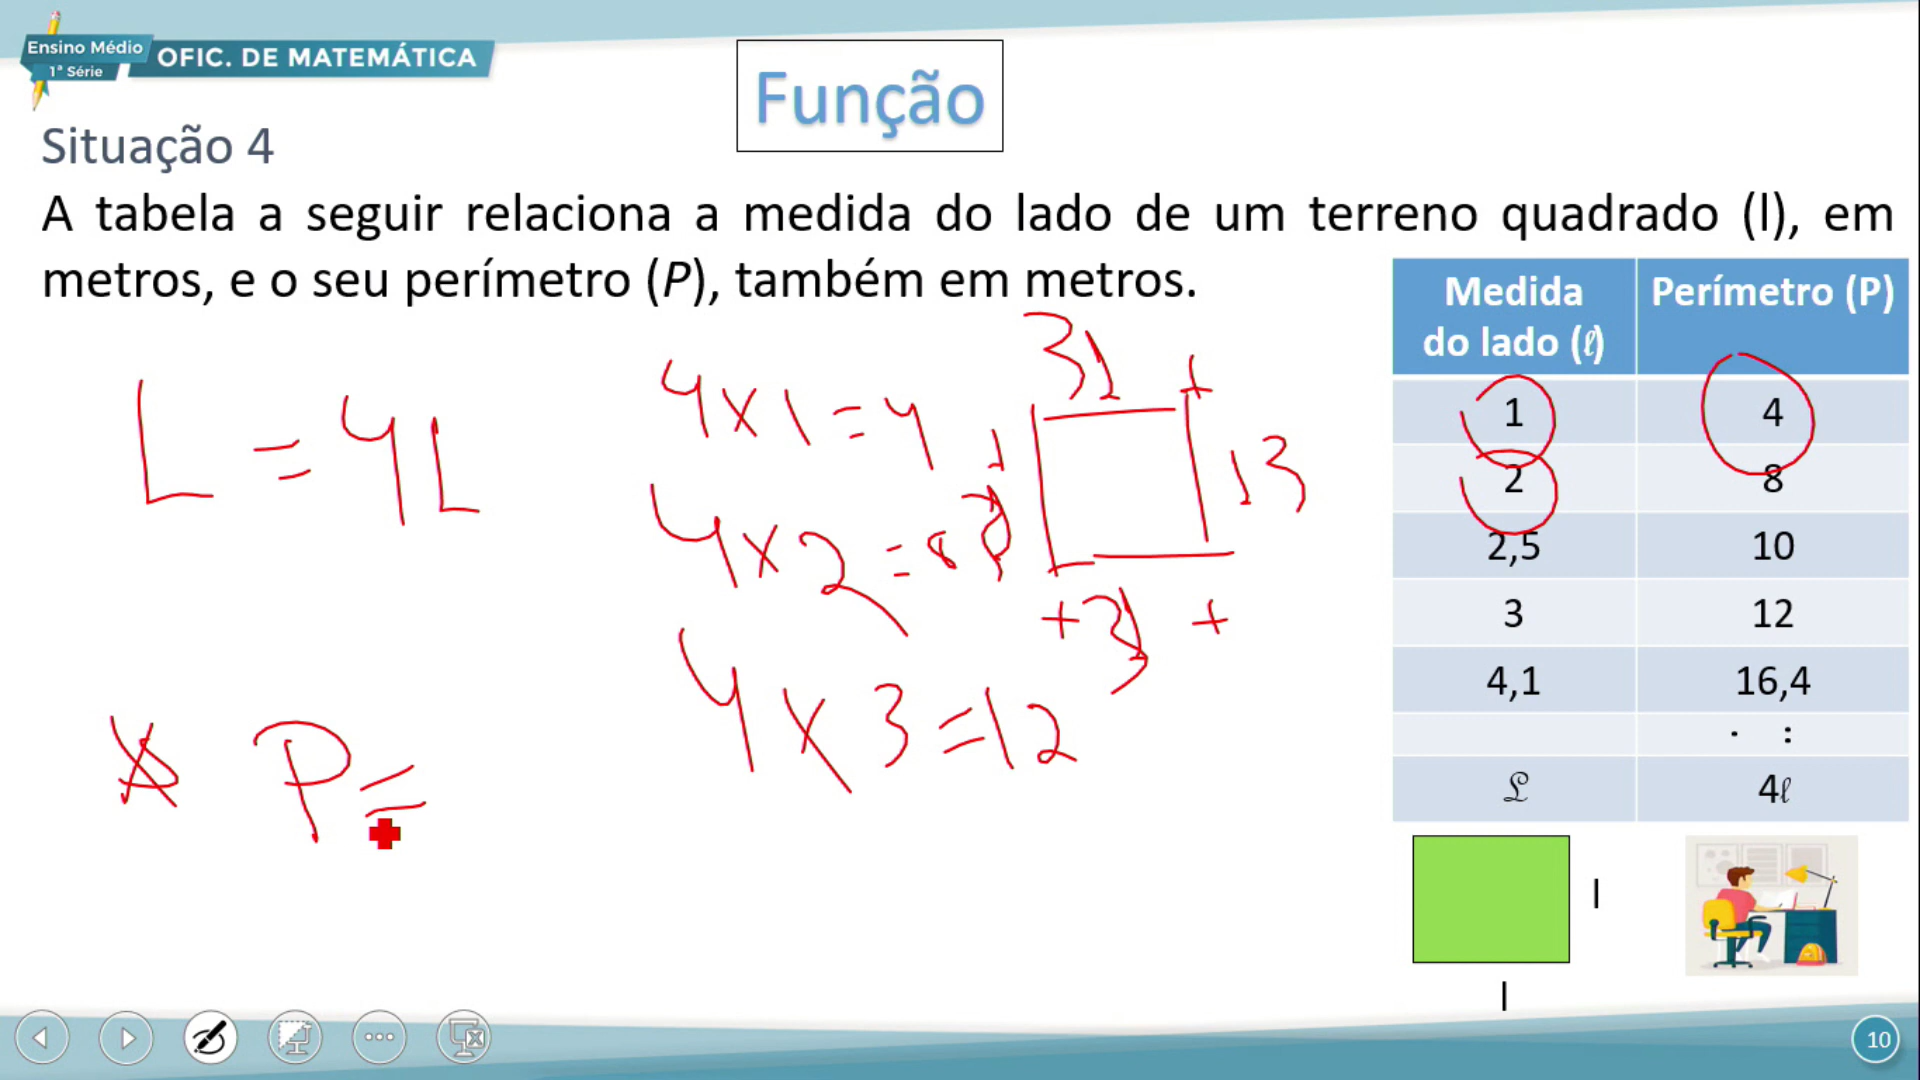 Ensino Médio
1ª Série
OFIC. DE MATEMÁTICA
Função
Situação 4
A tabela a seguir relaciona a medida do lado de um terreno quadrado (l), em
metros, e o seu perímetro (P), também em metros.
Medida do lado (ℓ) Perímetro (P)
1 4
2 8
2,5 10
3 12
4,1 16,4
. :
ℒ 4ℓ
L = 4L
4x1=4
4x2=8
4x3=12
P=
+ +
+
l
l
10